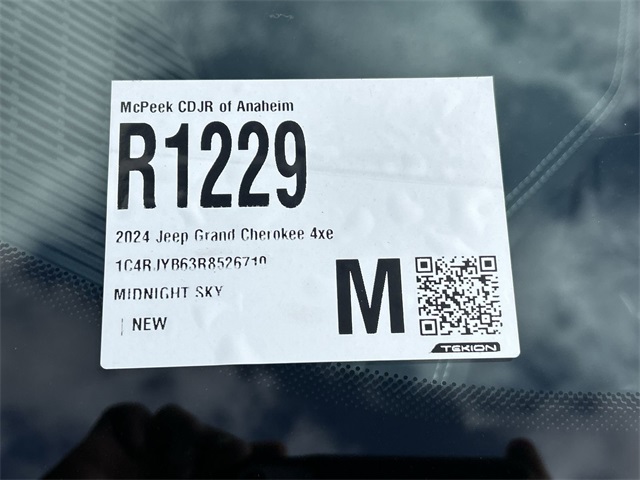 McPeek CDJR of Anaheim
R1229
2024 Jeep Grand Cherokee 4xe
1C4RJYB63R8526710
MIDNIGHT SKY
| NEW
M
TEKION